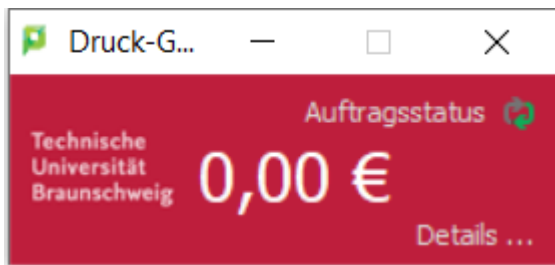 Druck-G...
Auftragsstatus
Technische
Universität
Braunschweig
0,00 €
Details ...